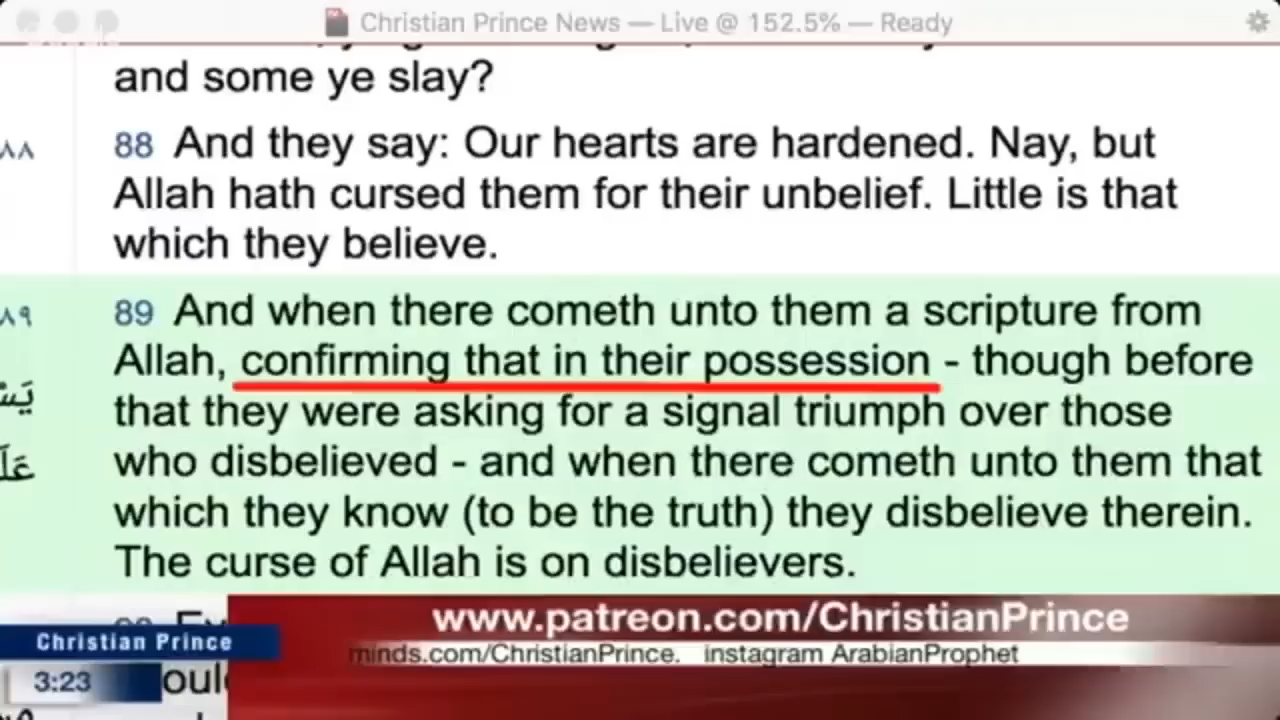 Christian Prince News — Live @ 152.5% — Ready
and some ye slay?
٨٨ 88 And they say: Our hearts are hardened. Nay, but
Allah hath cursed them for their unbelief. Little is that
which they believe.
٨٩ 89 And when there cometh unto them a scripture from
Allah, confirming that in their possession - though before
that they were asking for a signal triumph over those
who disbelieved - and when there cometh unto them that
which they know (to be the truth) they disbelieve therein.
The curse of Allah is on disbelievers.
www.patreon.com/ChristianPrince
Christian Prince
minds.com/ChristianPrince. instagram ArabianProphet
3:23